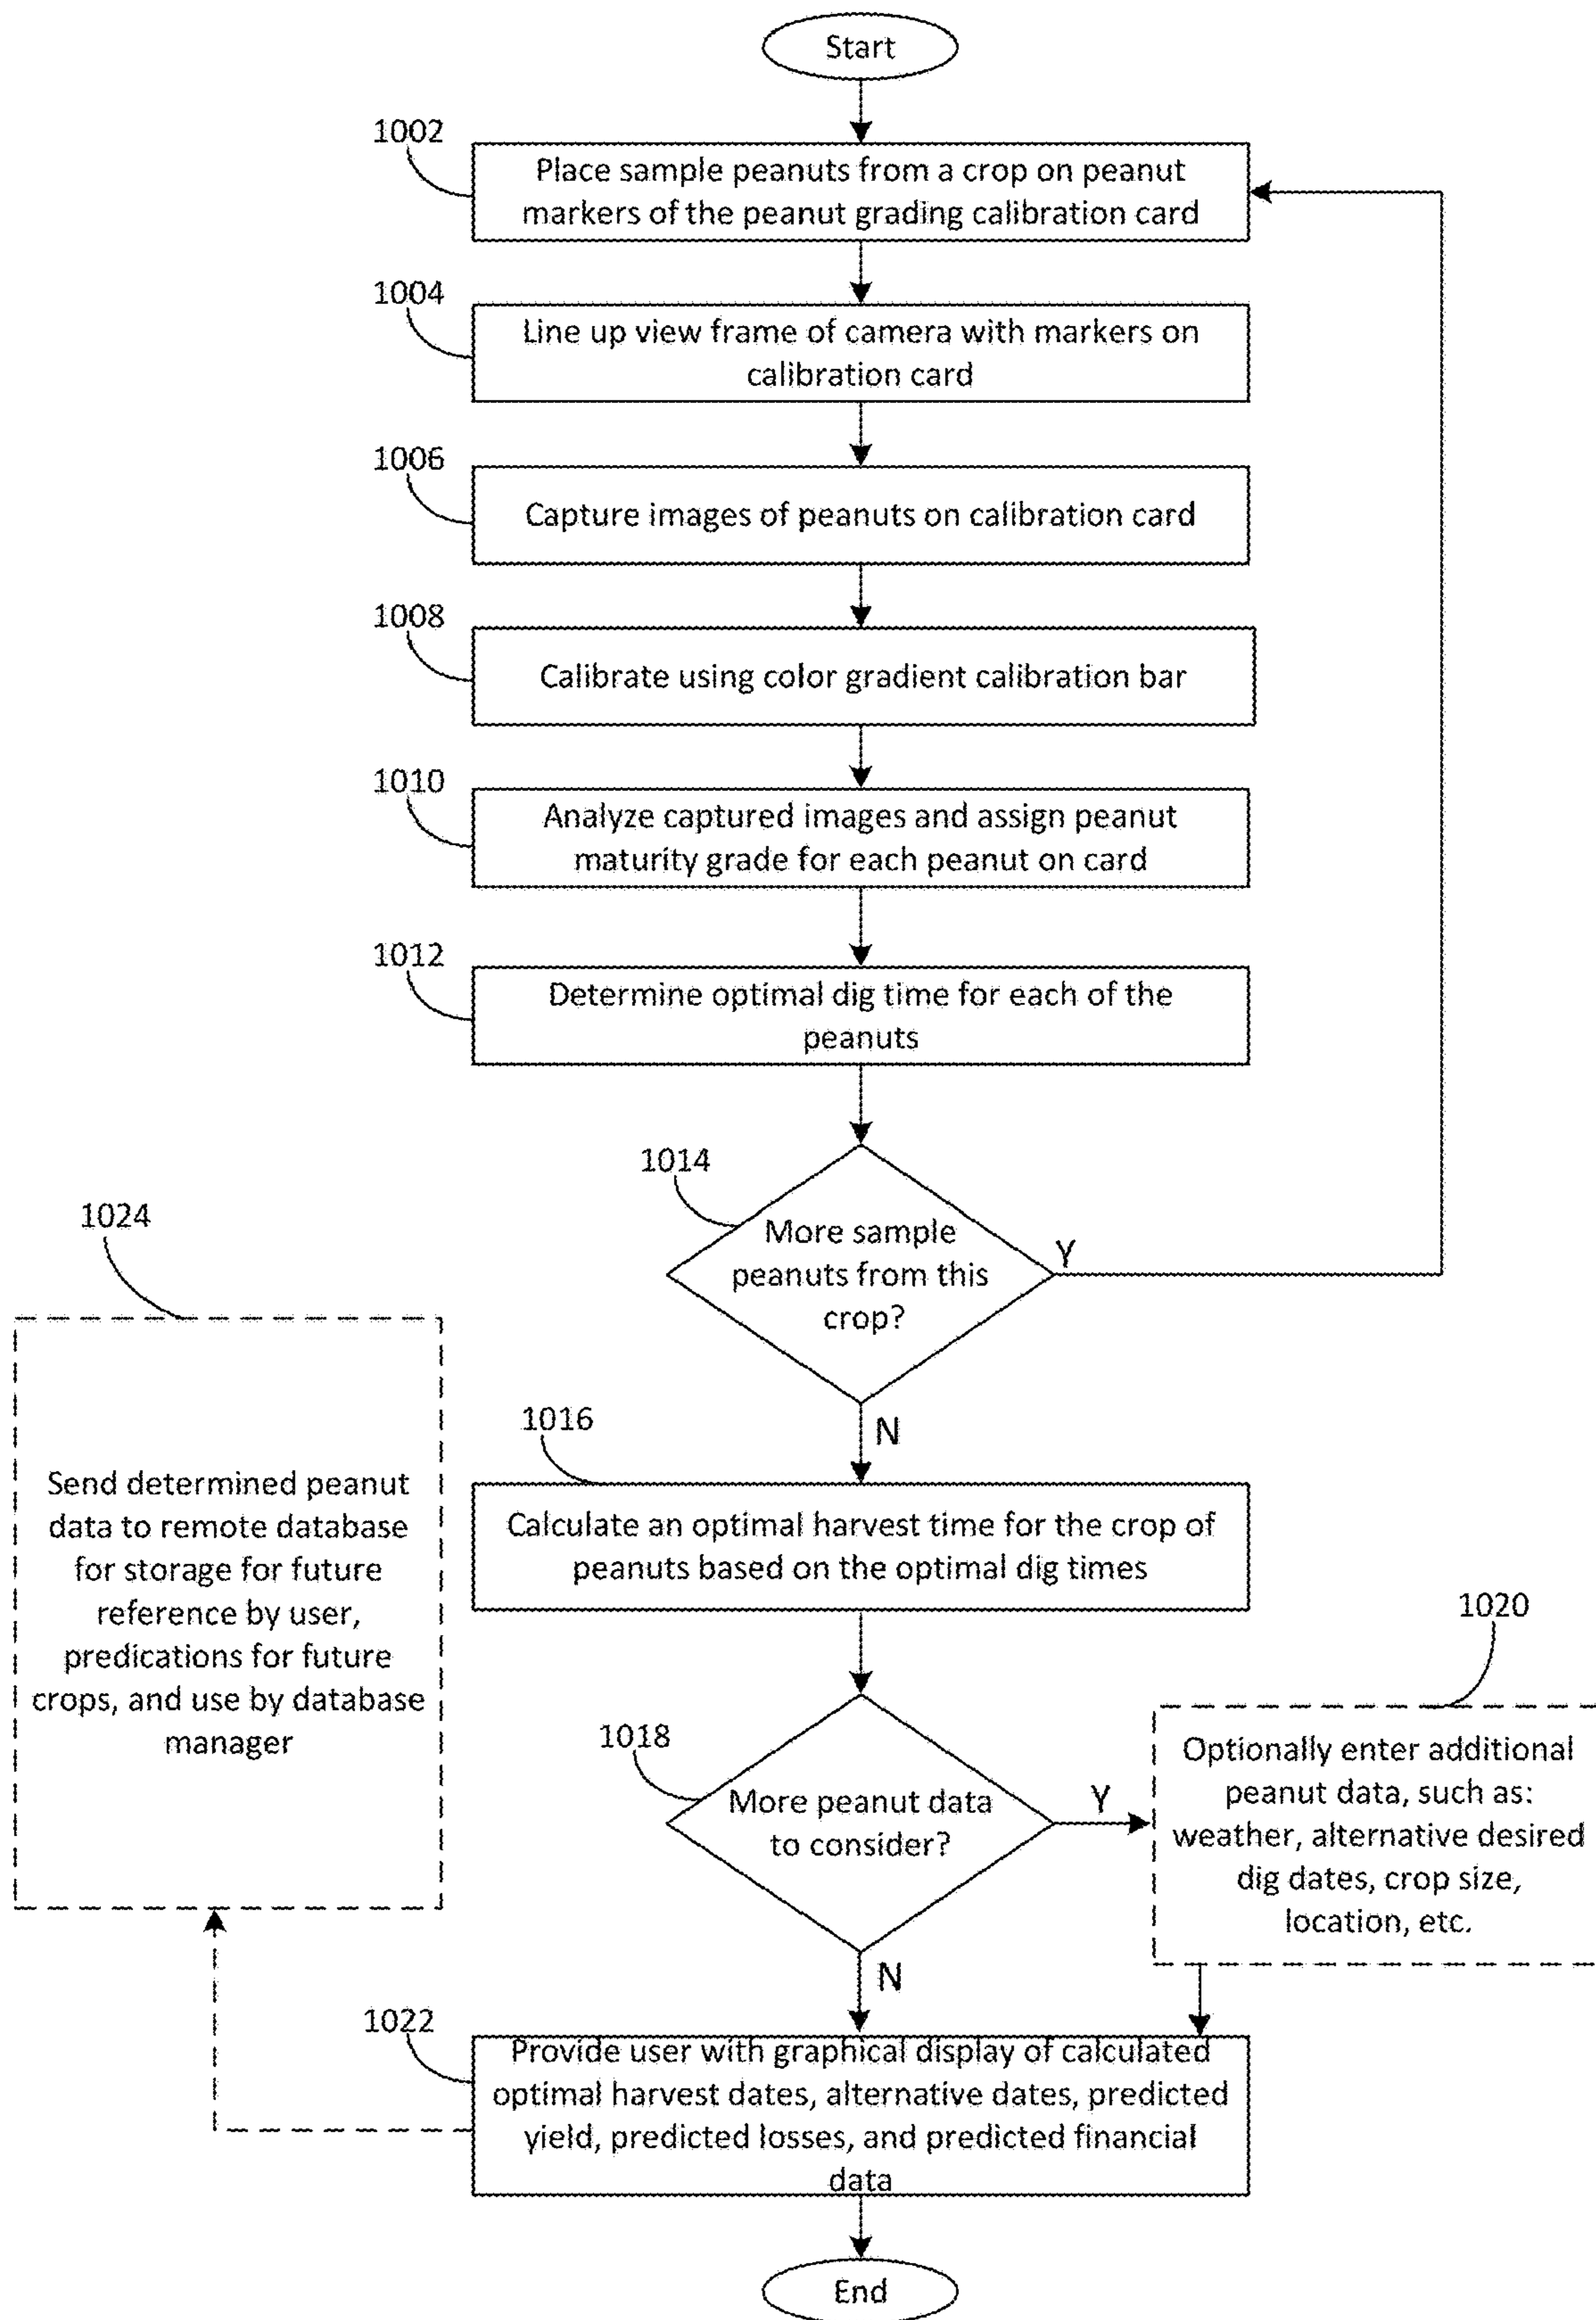 Start
1002
Place sample peanuts from a crop on peanut
markers of the peanut grading calibration card
1004
Line up view frame of camera with markers on
calibration card
1006
Capture images of peanuts on calibration card
1008
Calibrate using color gradient calibration bar
1010
Analyze captured images and assign peanut
maturity grade for each peanut on card
1012
Determine optimal dig time for each of the
peanuts
1014
More sample
peanuts from this
crop?
Y
N
1016
Calculate an optimal harvest time for the crop of
peanuts based on the optimal dig times
1018
More peanut data
to consider?
Y
N
1020
Optionally enter additional
peanut data, such as:
weather, alternative desired
dig dates, crop size,
location, etc.
1022
Provide user with graphical display of calculated
optimal harvest dates, alternative dates, predicted
yield, predicted losses, and predicted financial
data
1024
Send determined peanut
data to remote database
for storage for future
reference by user,
predications for future
crops, and use by database
manager
End